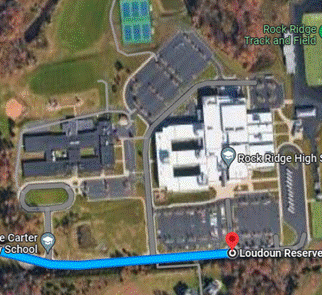 Rock Ridge
Track and Field
Rock Ridge High S
e Carter
y School
Loudoun Reserve